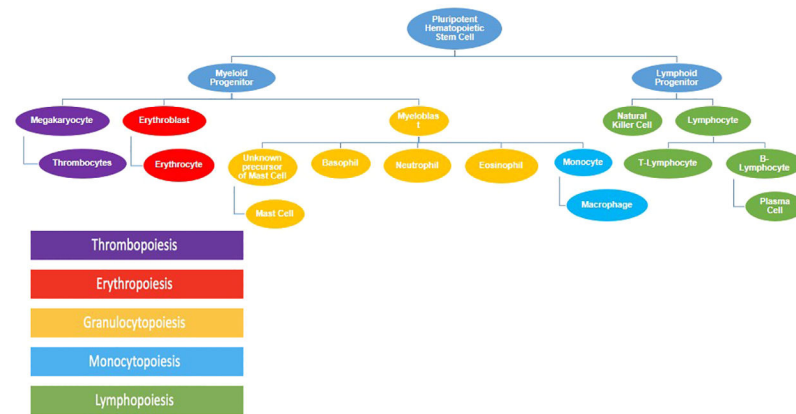 Pluripotent
Hematopoietic
Stem Cell
Myeloid
Progenitor
Lymphoid
Progenitor
Megakaryocyte
Erythroblast
Myeloblas
t
Natural
Killer Cell
Lymphocyte
Thrombocytes
Erythrocyte
Unknown
precursor
of Mast Cell
Basophil
Neutrophil
Eosinophil
Monocyte
T-Lymphocyte
B-
Lymphocyte
Mast Cell
Macrophage
Plasma
Cell
Thrombopoiesis
Erythropoiesis
Granulocytopoiesis
Monocytopoiesis
Lymphopoiesis